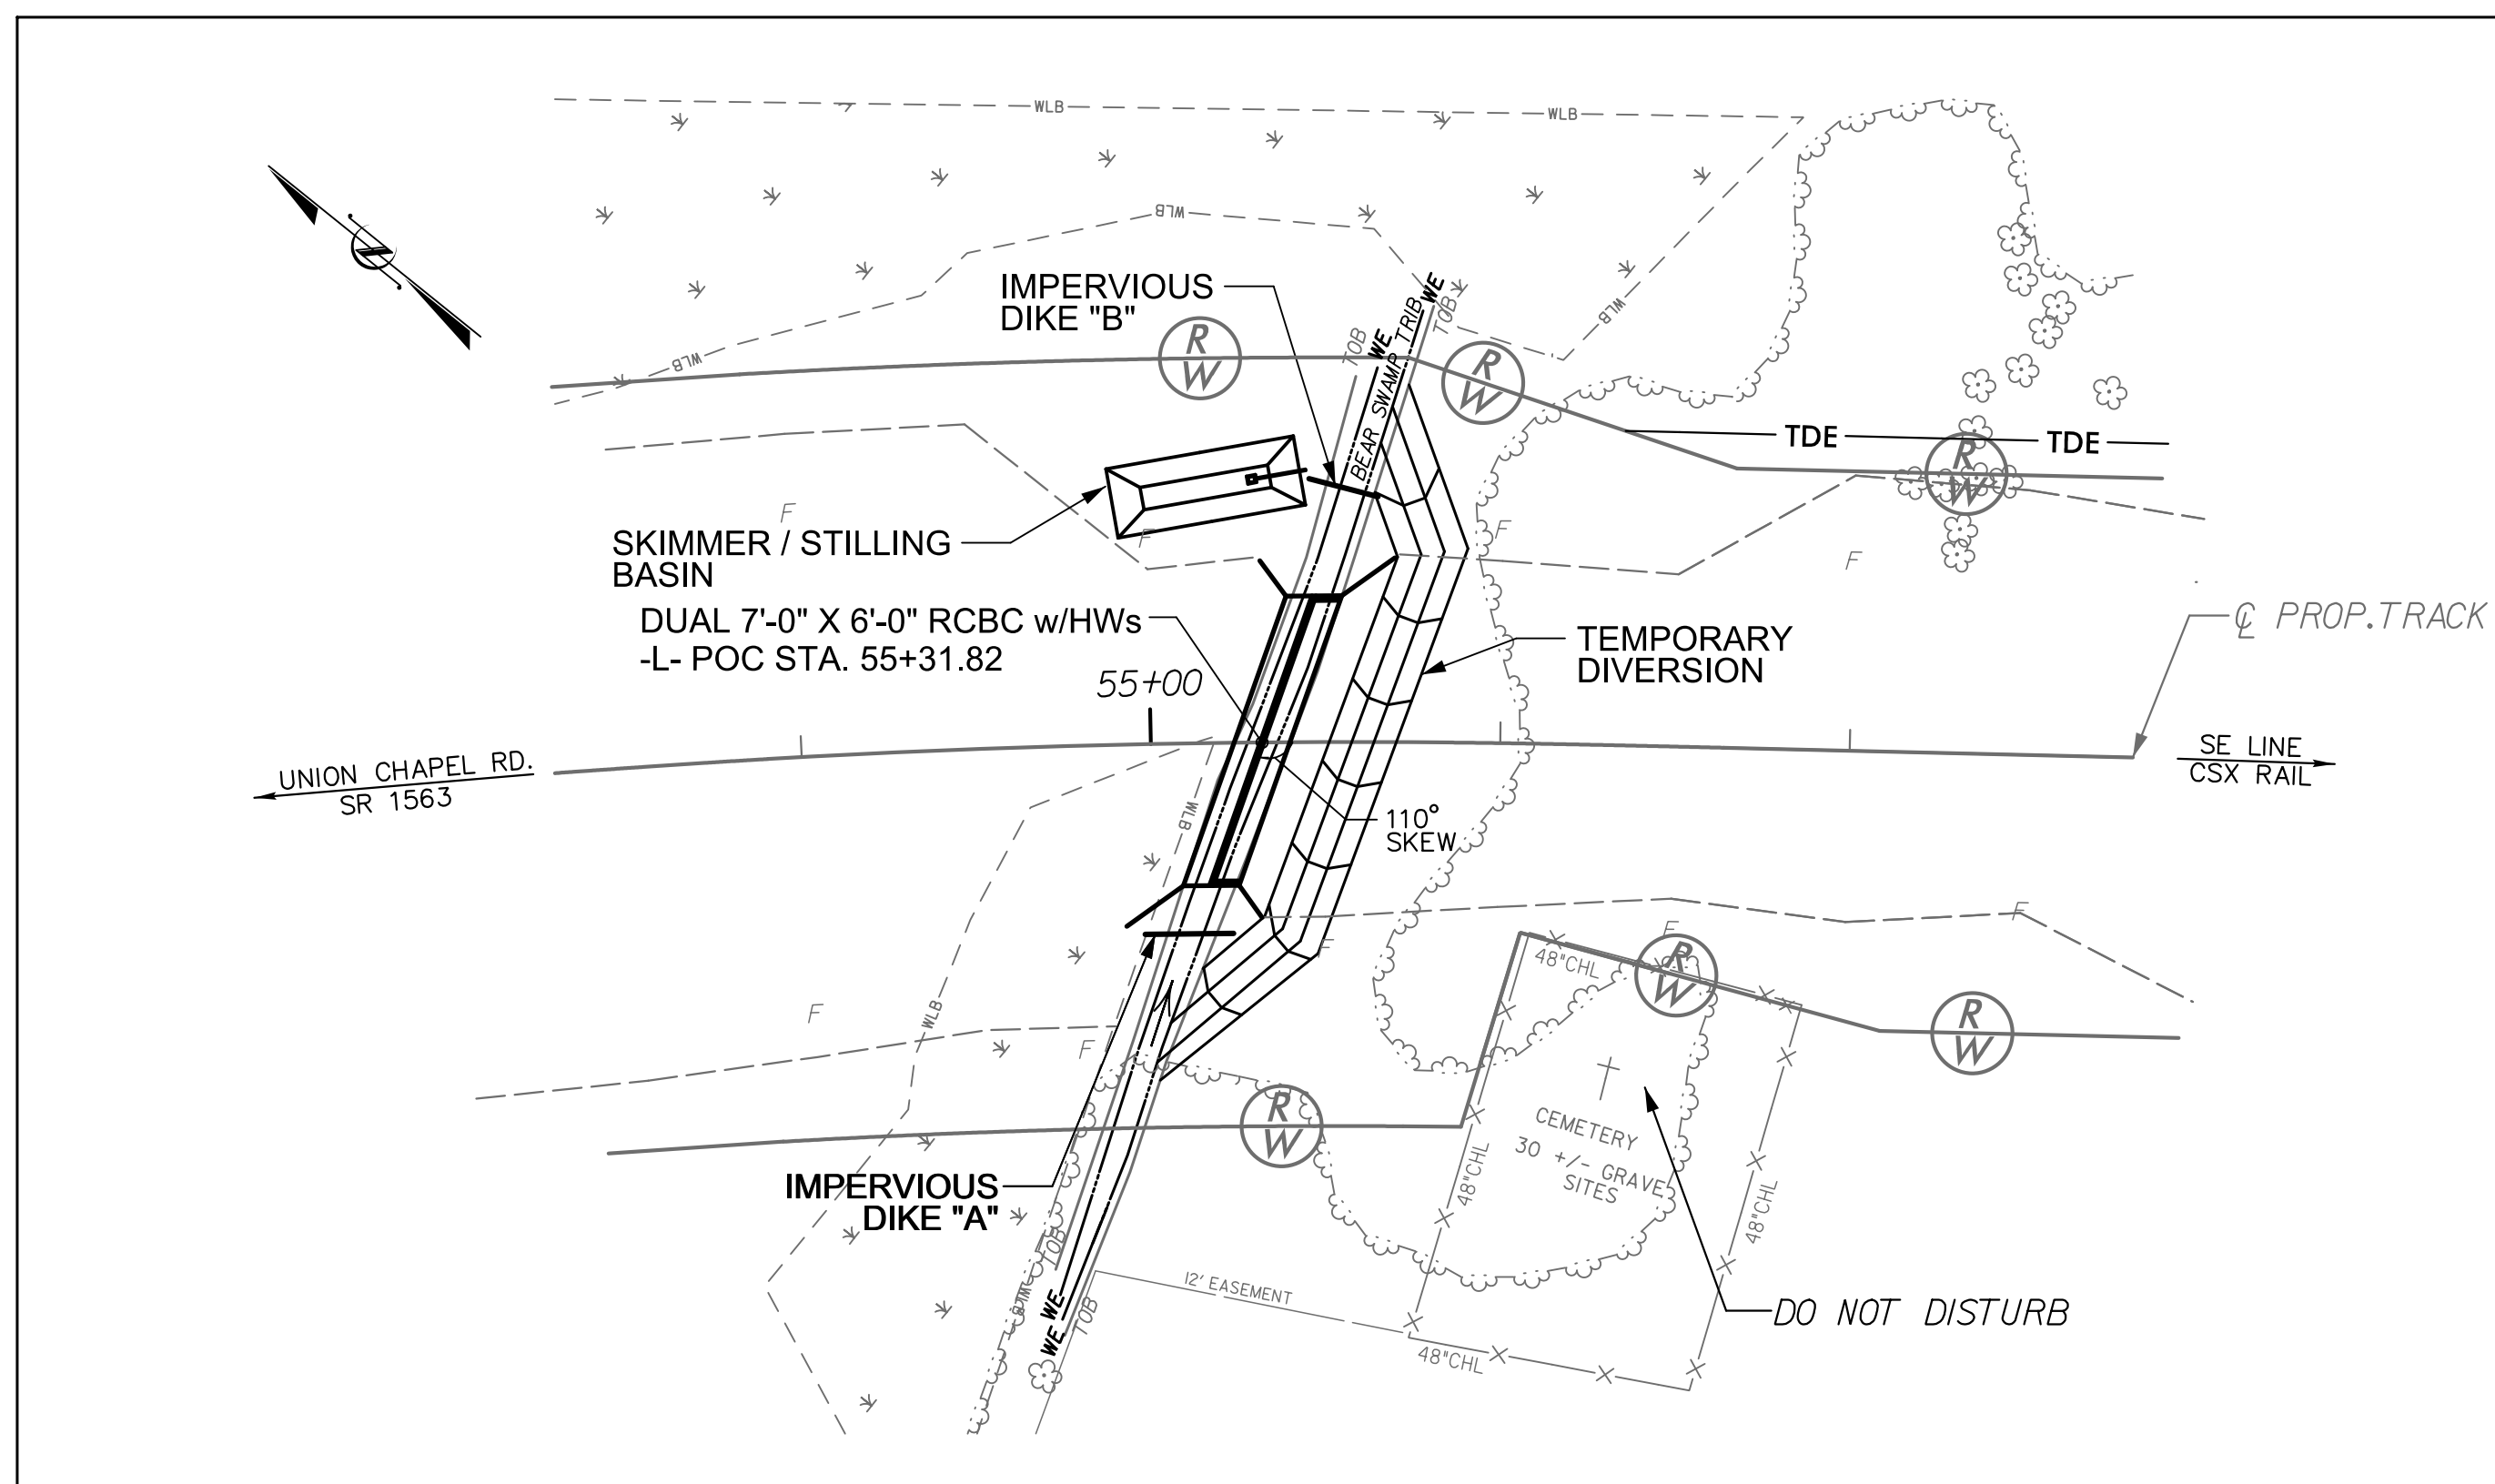 WLB
WLB
WLB
WLB
WLB
IMPERVIOUS
DIKE "B"
R
W
R
W
TOB
WE
BEAR SWAMP TRIB
WE
TOB
TDE
TDE
R
W
F
F
F
F
SKIMMER / STILLING
BASIN
DUAL 7'-0" X 6'-0" RCBC w/HWs
-L- POC STA. 55+31.82
55+00
TEMPORARY
DIVERSION
℄ PROP.TRACK
UNION CHAPEL RD.
SR 1563
SE LINE
CSX RAIL
WLB
110°
SKEW
WLB
F
F
F
F
F
48"CHL
R
W
R
W
R
W
CEMETERY
30 +/- GRAVE
SITES
48"CHL
48"CHL
IMPERVIOUS
DIKE "A"
TOB
WLB
WE
WE
TOB
12' EASEMENT
48"CHL
DO NOT DISTURB